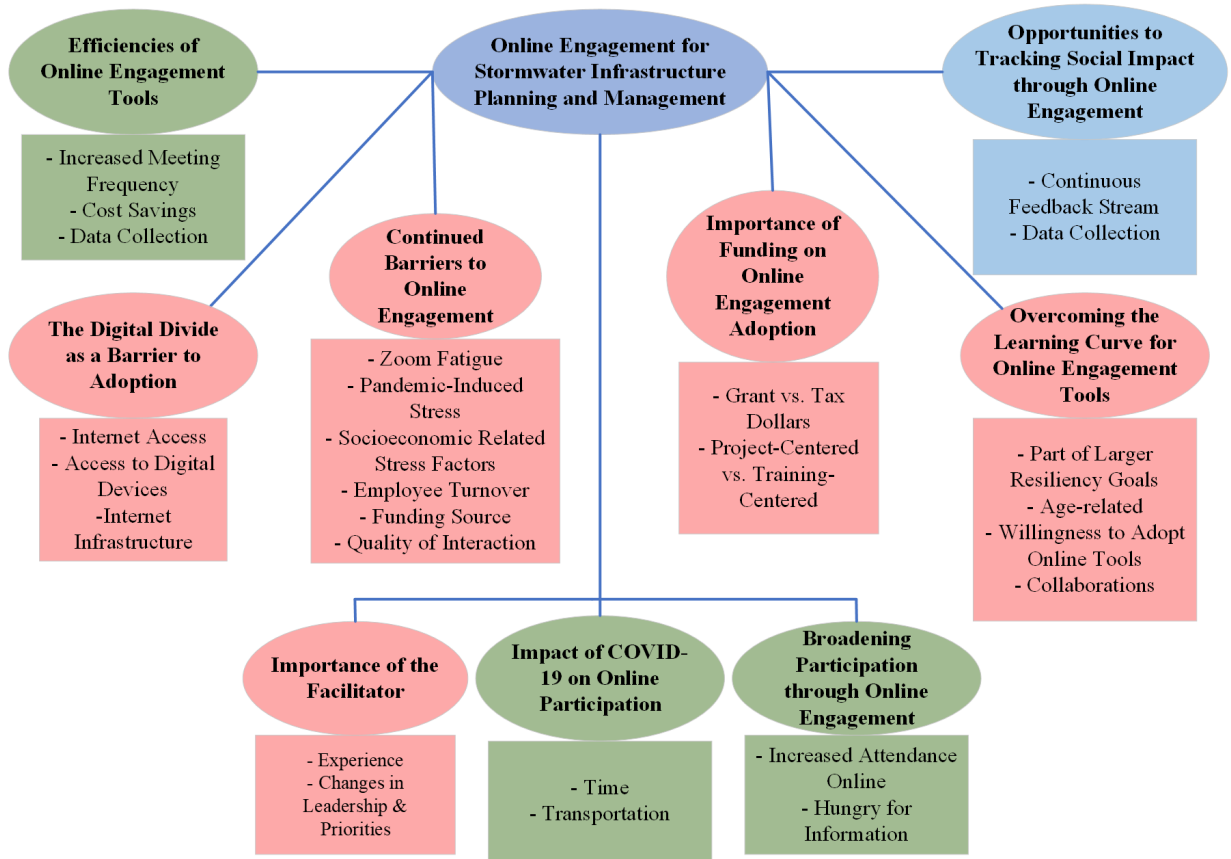 Efficiencies of
Online Engagement
Tools
- Increased Meeting
Frequency
- Cost Savings
- Data Collection
Online Engagement for
Stormwater Infrastructure
Planning and Management
Opportunities to
Tracking Social Impact
through Online
Engagement
- Continuous
Feedback Stream
- Data Collection
The Digital Divide
as a Barrier to
Adoption
- Internet Access
- Access to Digital
Devices
-Internet
Infrastructure
Continued
Barriers to
Online
Engagement
- Zoom Fatigue
- Pandemic-Induced
Stress
- Socioeconomic Related
Stress Factors
- Employee Turnover
- Funding Source
- Quality of Interaction
Importance of
Funding on
Online
Engagement
Adoption
- Grant vs. Tax
Dollars
- Project-Centered
vs. Training-
Centered
Overcoming the
Learning Curve for
Online Engagement
Tools
- Part of Larger
Resiliency Goals
- Age-related
- Willingness to Adopt
Online Tools
- Collaborations
Importance of the
Facilitator
- Experience
- Changes in
Leadership &
Priorities
Impact of COVID-
19 on Online
Participation
- Time
- Transportation
Broadening
Participation
through Online
Engagement
- Increased Attendance
Online
- Hungry for
Information